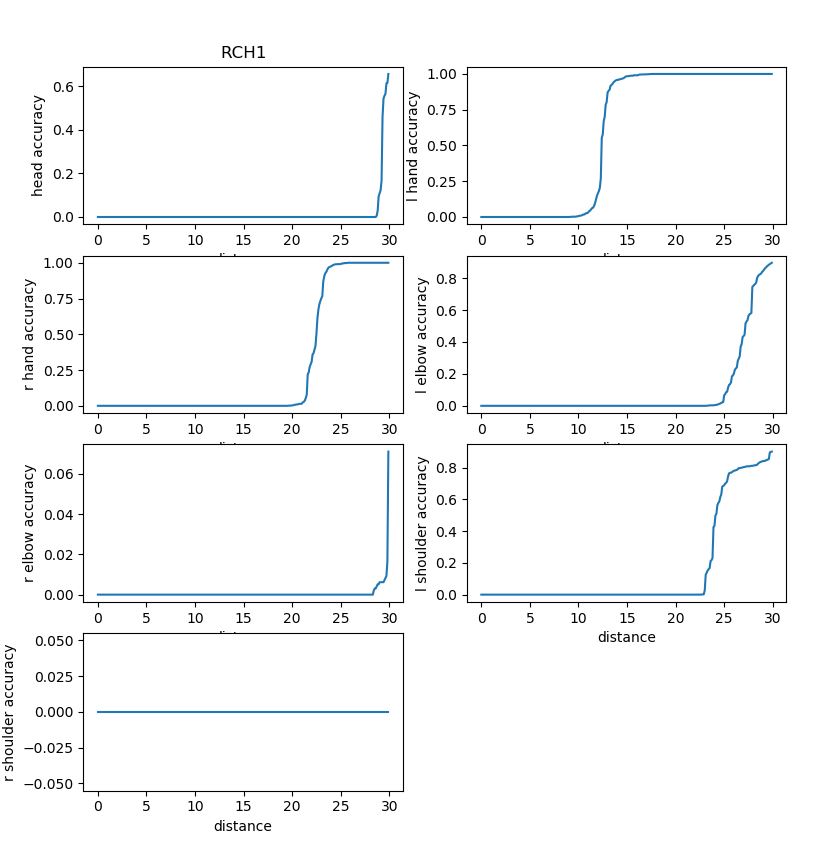 RCH1
head accuracy
0.6
0.4
0.2
0.0
0 5 10 15 20 25 30
l hand accuracy
1.00
0.75
0.50
0.25
0.00
0 5 10 15 20 25 30
r hand accuracy
1.00
0.75
0.50
0.25
0.00
0 5 10 15 20 25 30
l elbow accuracy
0.8
0.6
0.4
0.2
0.0
0 5 10 15 20 25 30
r elbow accuracy
0.06
0.04
0.02
0.00
0 5 10 15 20 25 30
l shoulder accuracy
0.8
0.6
0.4
0.2
0.0
0 5 10 15 20 25 30
distance
r shoulder accuracy
0.050
0.025
0.000
−0.025
−0.050
0 5 10 15 20 25 30
distance